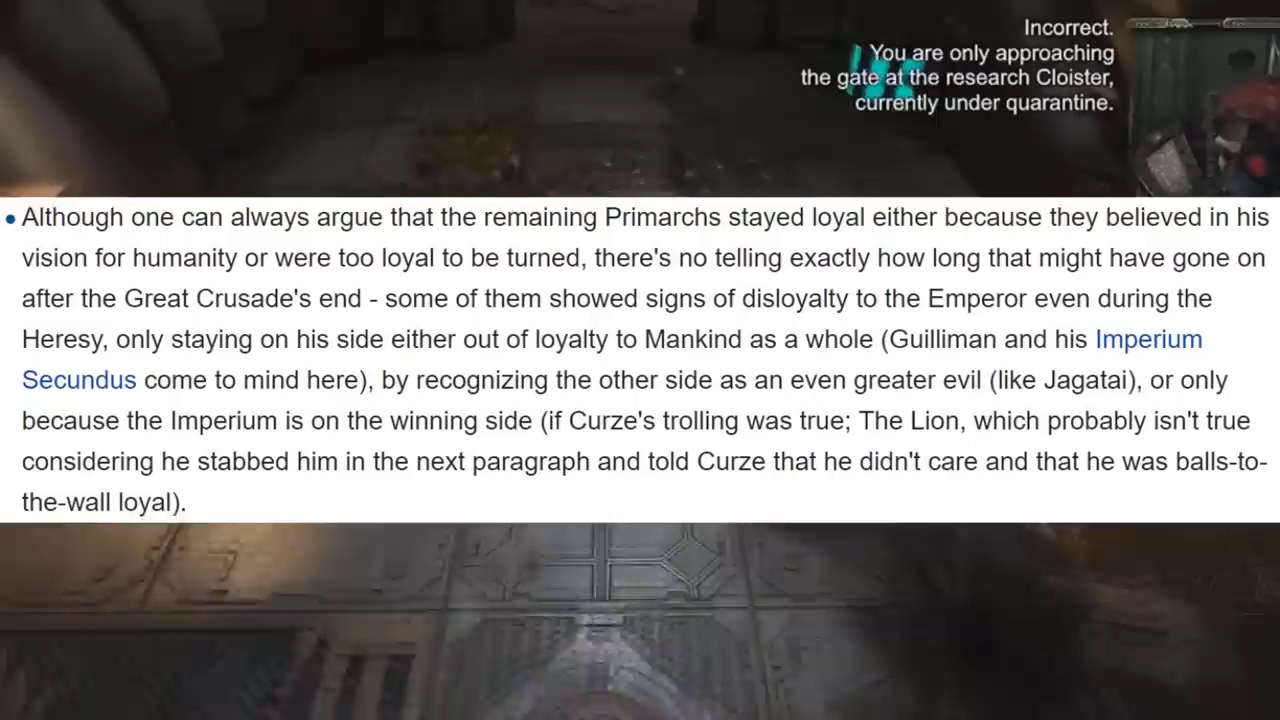 Incorrect.
You are only approaching
the gate at the research Cloister,
currently under quarantine.
• Although one can always argue that the remaining Primarchs stayed loyal either because they believed in his
vision for humanity or were too loyal to be turned, there's no telling exactly how long that might have gone on
after the Great Crusade's end - some of them showed signs of disloyalty to the Emperor even during the
Heresy, only staying on his side either out of loyalty to Mankind as a whole (Guilliman and his Imperium
Secundus come to mind here), by recognizing the other side as an even greater evil (like Jagatai), or only
because the Imperium is on the winning side (if Curze's trolling was true; The Lion, which probably isn't true
considering he stabbed him in the next paragraph and told Curze that he didn't care and that he was balls-to-
the-wall loyal).